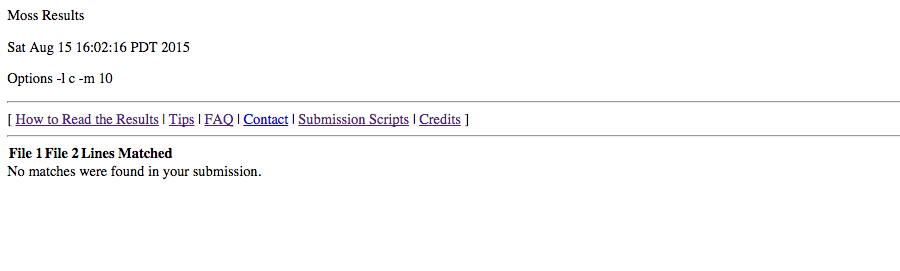 Moss Results
Sat Aug 15 16:02:16 PDT 2015
Options -l c -m 10
[ How to Read the Results | Tips | FAQ | Contact | Submission Scripts | Credits ]
File 1 File 2 Lines Matched
No matches were found in your submission.